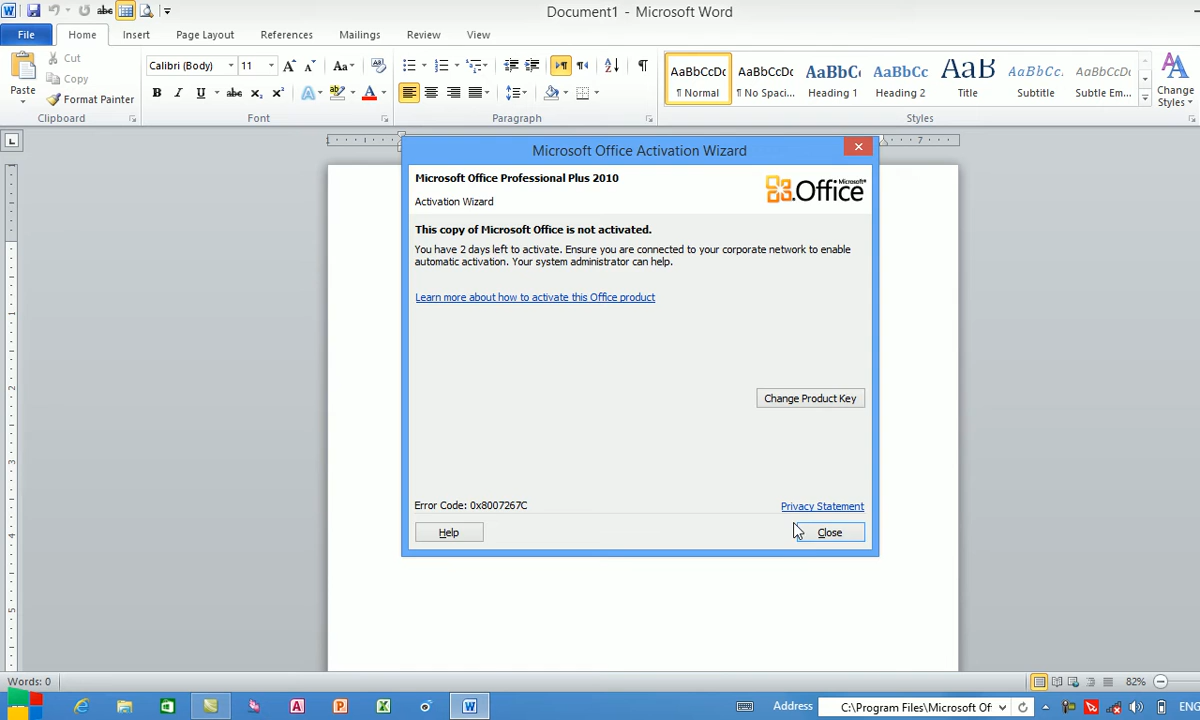 Document1 - Microsoft Word
File Home Insert Page Layout References Mailings Review View
Cut
Copy
Paste
Format Painter
Clipboard
Calibri (Body) 11
Font
Paragraph
AaBbCcDc AaBbCcDc AaBbC AaBbCc AaB AaBbCc. AaBbCcDc
¶ Normal ¶ No Spaci... Heading 1 Heading 2 Title Subtitle Subtle Em...
Change
Styles
Styles
Microsoft Office Activation Wizard
Microsoft Office Professional Plus 2010
Microsoft
Office
Activation Wizard
This copy of Microsoft Office is not activated.
You have 2 days left to activate. Ensure you are connected to your corporate network to enable
automatic activation. Your system administrator can help.
Learn more about how to activate this Office product
Change Product Key
Error Code: 0x8007267C
Privacy Statement
Help
Close
Words: 0
82%
Address C:\Program Files\Microsoft Of
ENG